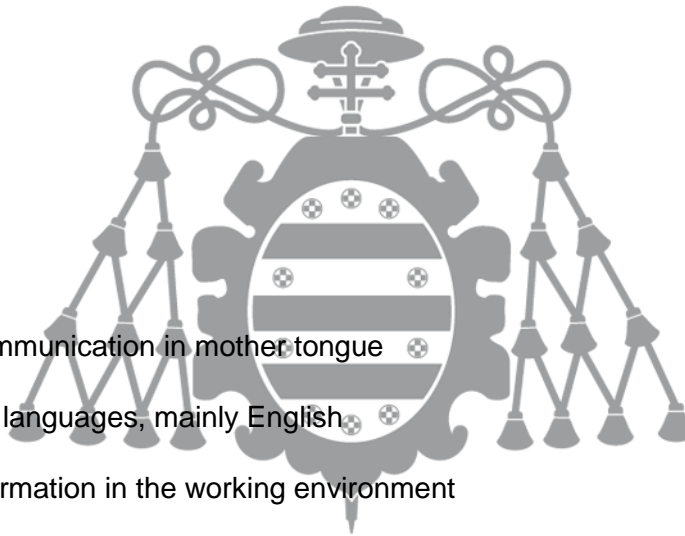 mmunication in mother tongue
languages, mainly English
rmation in the working environment